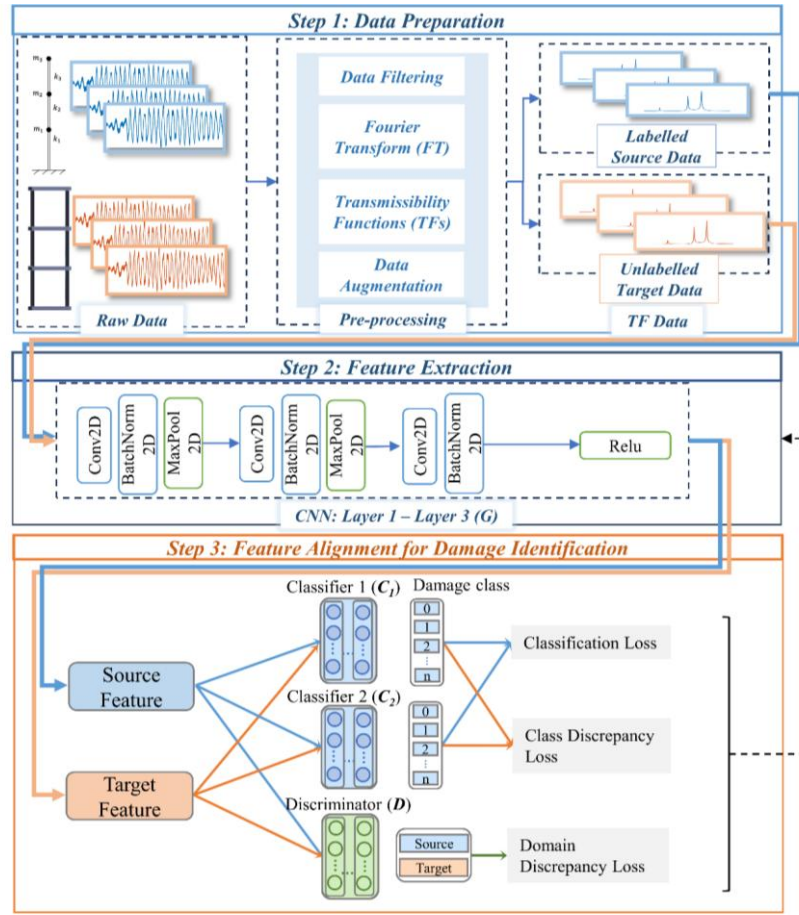 Step 1: Data Preparation
m₃
k₃
m₂
k₂
m₁
k₁
Raw Data
Data Filtering
Fourier
Transform (FT)
Transmissibility
Functions (TFs)
Data
Augmentation
Pre-processing
Labelled
Source Data
Unlabelled
Target Data
TF Data
Step 2: Feature Extraction
Conv2D
BatchNorm
2D
MaxPool
2D
Conv2D
BatchNorm
2D
MaxPool
2D
Conv2D
BatchNorm
2D
Relu
CNN: Layer 1 – Layer 3 (G)
Step 3: Feature Alignment for Damage Identification
Source
Feature
Target
Feature
Classifier 1 (C₁)
Damage class
0
1
2
n
Classifier 2 (C₂)
0
1
2
n
Discriminator (D)
Source
Target
Classification Loss
Class Discrepancy
Loss
Domain
Discrepancy Loss